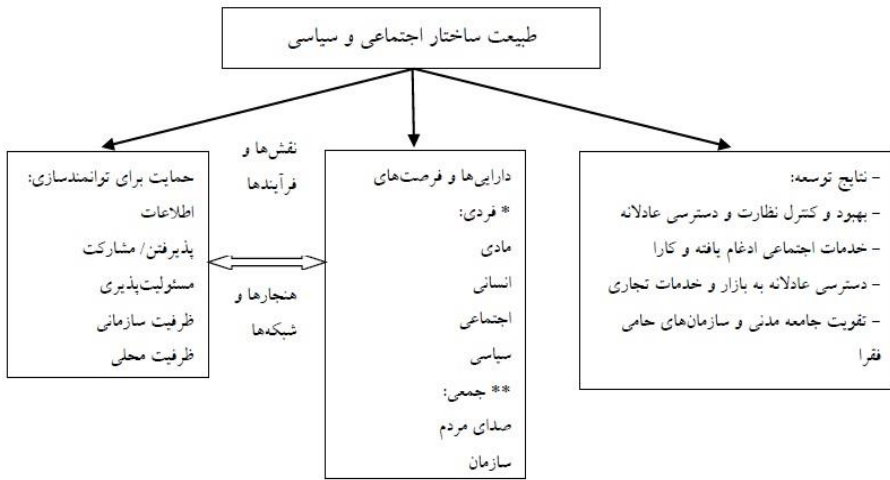 طبیعت ساختار اجتماعی و سیاسی
- نتایج توسعه:
- بهبود و کنترل نظارت و دسترسی عادلانه
- خدمات اجتماعی ادغام یافته و کارا
- دسترسی عادلانه به بازار و خدمات تجاری
- تقویت جامعه مدنی و سازمان‌های حامی
فقرا
دارایی‌ها و فرصت‌های
* فردی:
مادی
انسانی
اجتماعی
سیاسی
** جمعی:
صدای مردم
سازمان
نقش‌ها و
فرآیندها
هنجارها و
شبکه‌ها
حمایت برای توانمندسازی:
اطلاعات
پذیرفتن/ مشارکت
مسئولیت‌پذیری
ظرفیت سازمانی
ظرفیت محلی